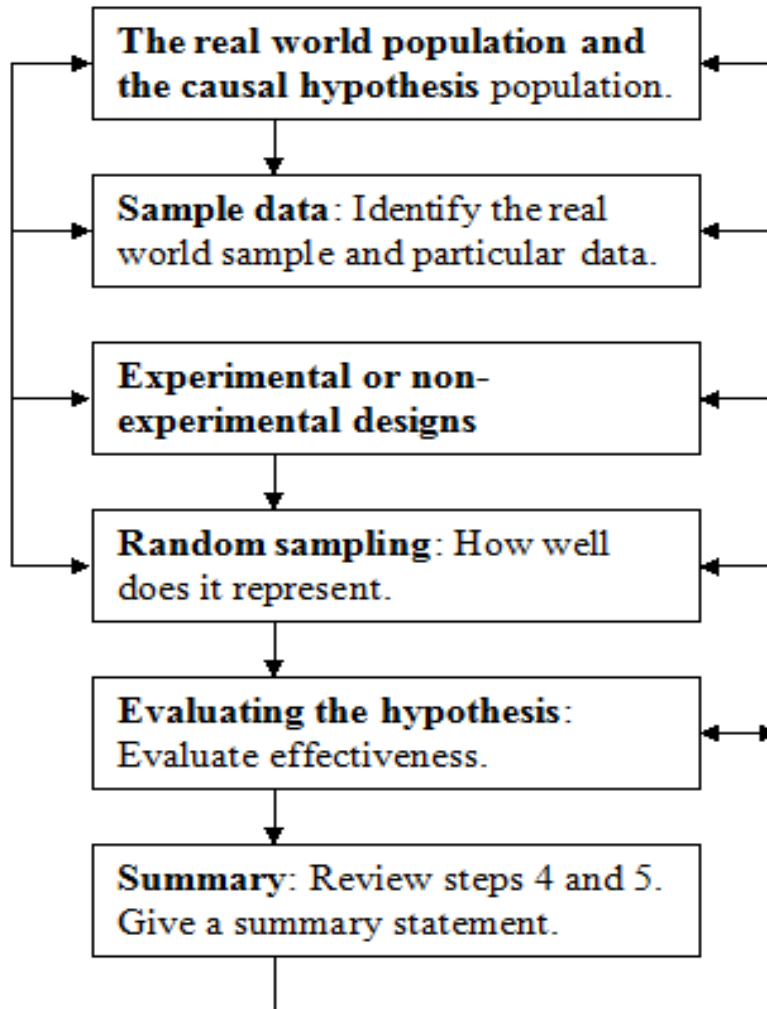 The real world population and
the causal hypothesis population.
Sample data: Identify the real
world sample and particular data.
Experimental or non-
experimental designs
Random sampling: How well
does it represent.
Evaluating the hypothesis:
Evaluate effectiveness.
Summary: Review steps 4 and 5.
Give a summary statement.